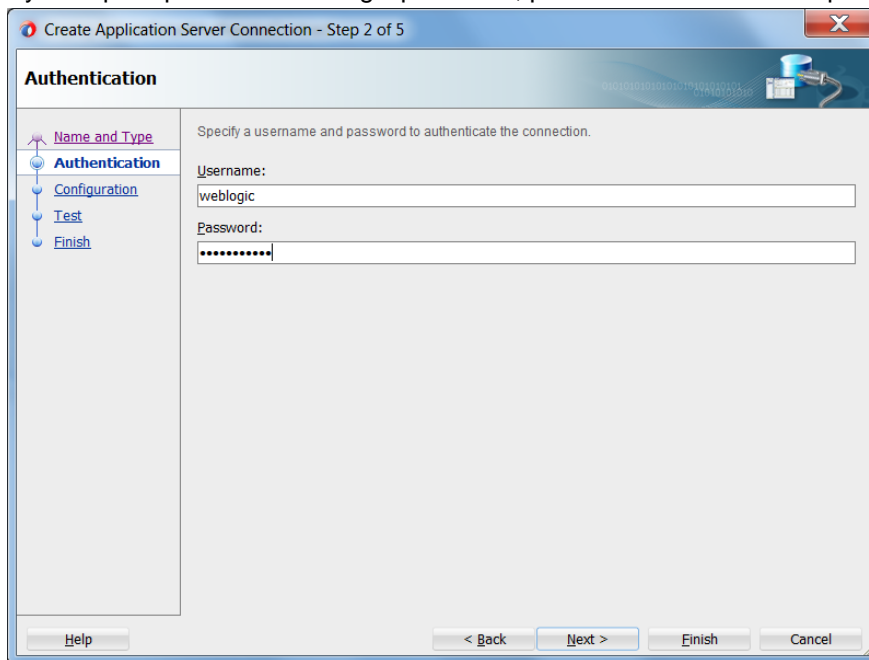 Create Application Server Connection - Step 2 of 5
Authentication
Name and Type
Authentication
Configuration
Test
Finish
Specify a username and password to authenticate the connection.
Username:
weblogic
Password:
•••••••••••
Help
< Back
Next >
Finish
Cancel